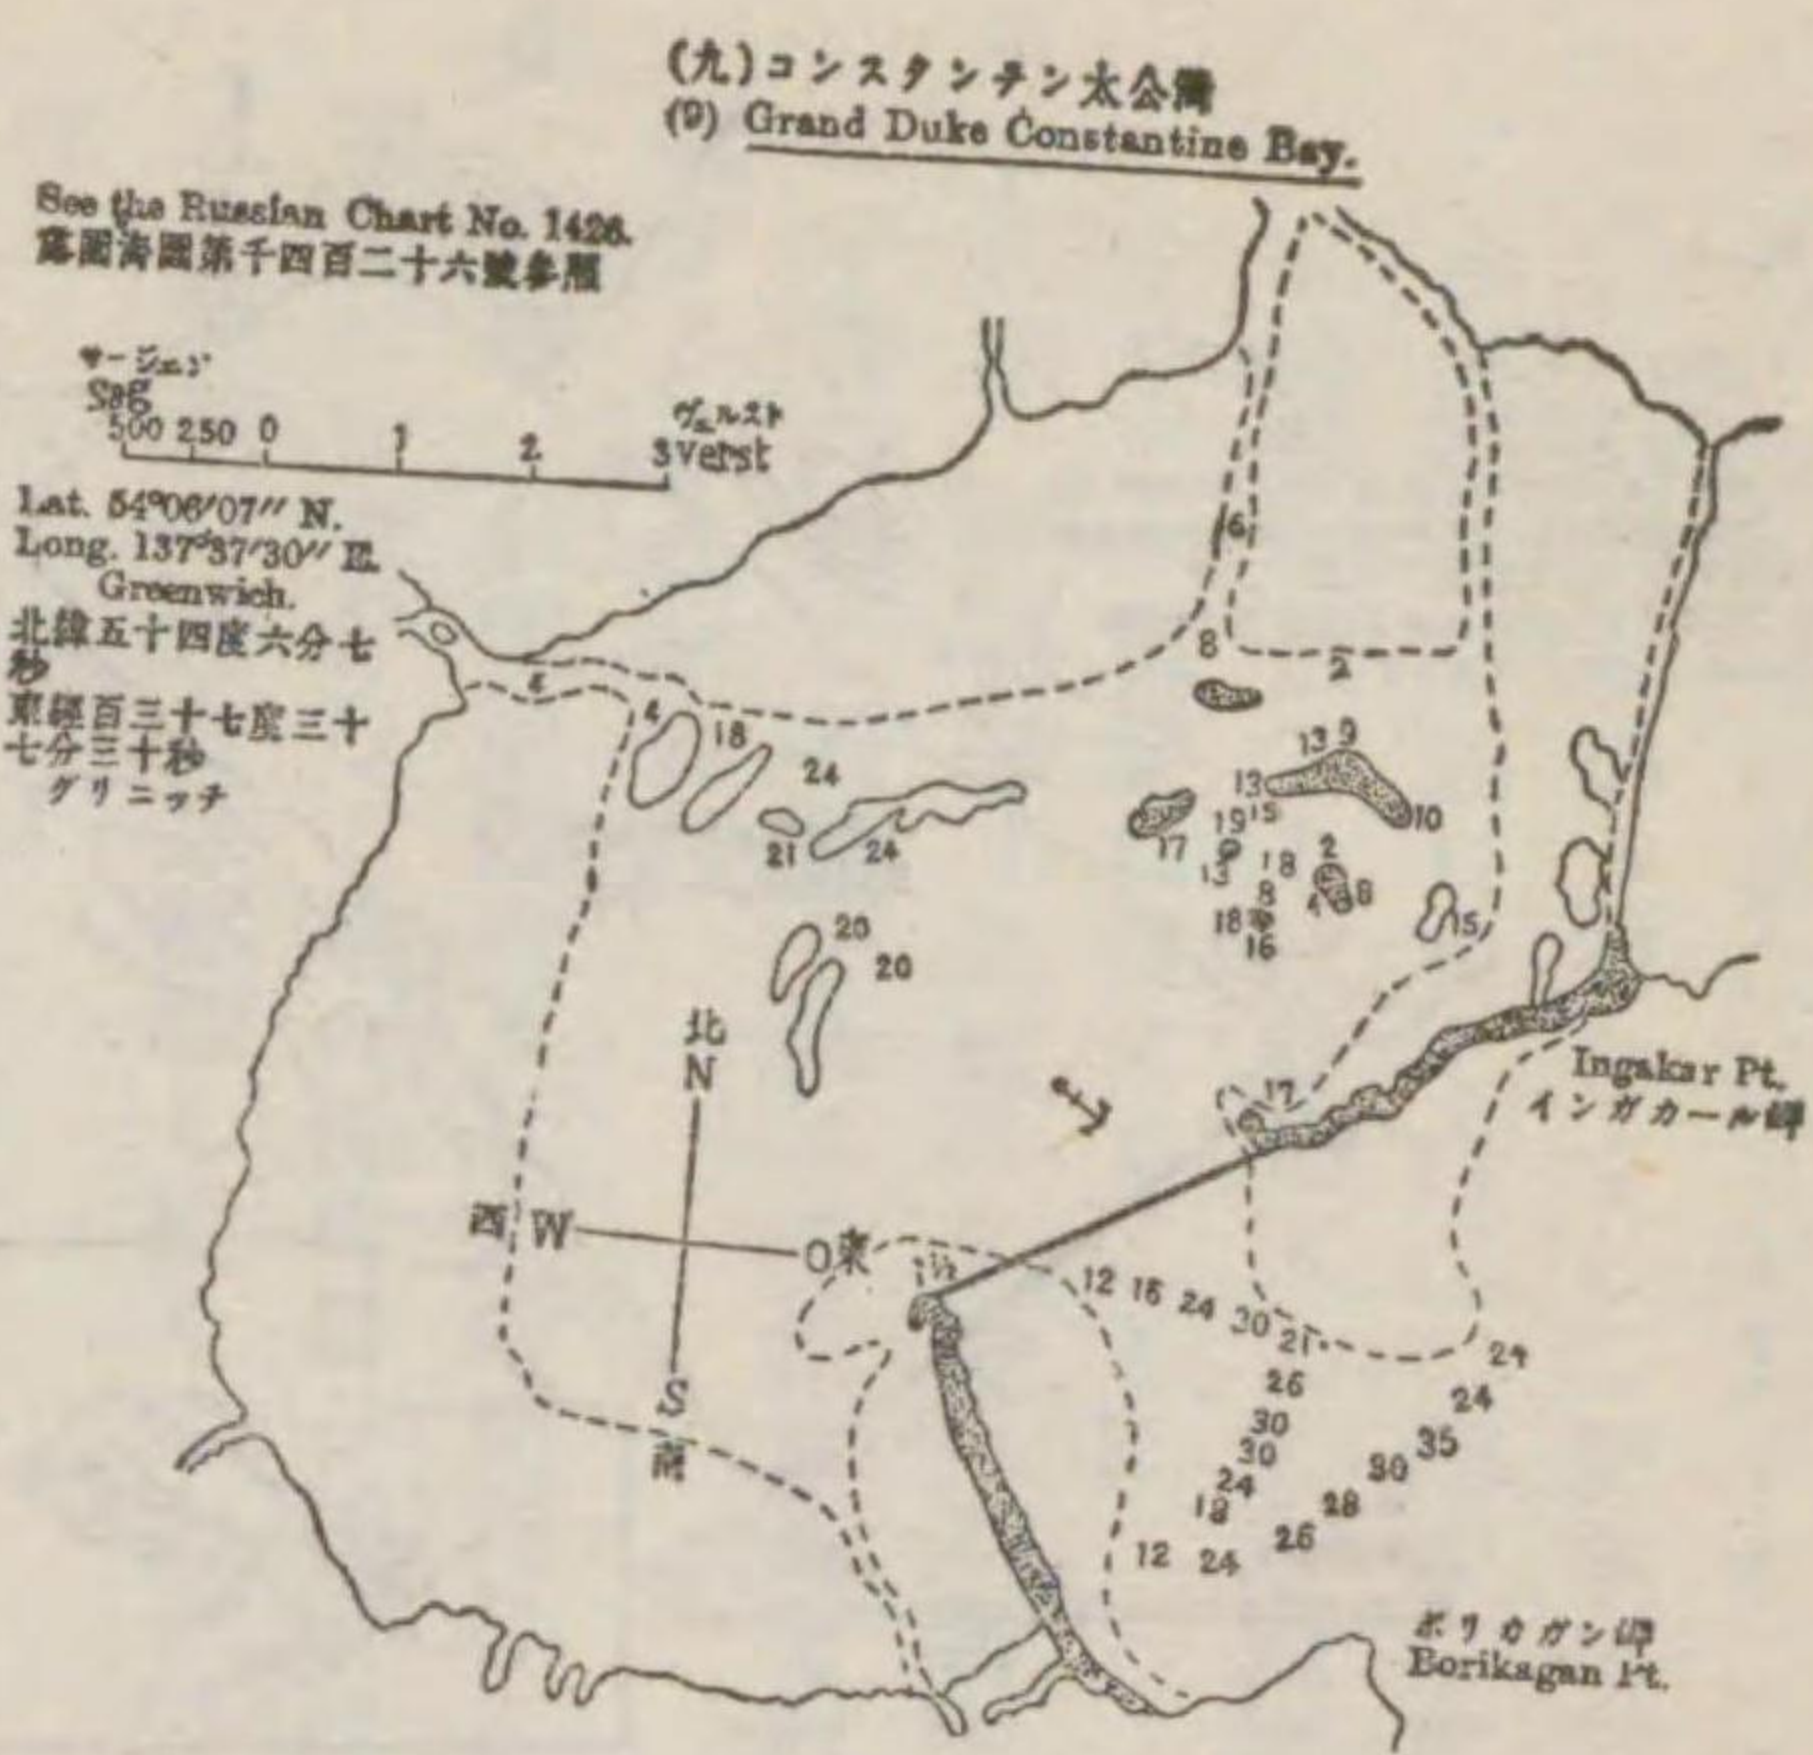 (九)コンスタンチン太公灣
(9) Grand Duke Constantine Bay.
See the Russian Chart No. 1426.
露國海圖第千四百二十六號參照
サージェン
Sag
500 250 0 1 2 3 Verst
ヴェルスト
Lat. 54°06′07″ N.
Long. 137°37′30″ E.
Greenwich.
北緯五十四度六分七
秒
東經百三十七度三十
七分三十秒
グリニッチ
6
8
2
4
4
18
24
21
24
13 9
13
10
19 15
17
13
18
2
8
4 8
18
16
15
20
20
北
N
17
Ingakar Pt.
インガカール岬
西 W
O 東
½
12 15 24 30 21
24
26
24
30
35
30
30
24
28
18
26
12
24
S
南
ボリカガン岬
Borikagan Pt.